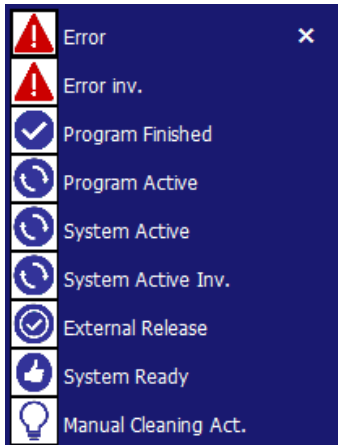 Error
Error inv.
Program Finished
Program Active
System Active
System Active Inv.
External Release
System Ready
Manual Cleaning Act.